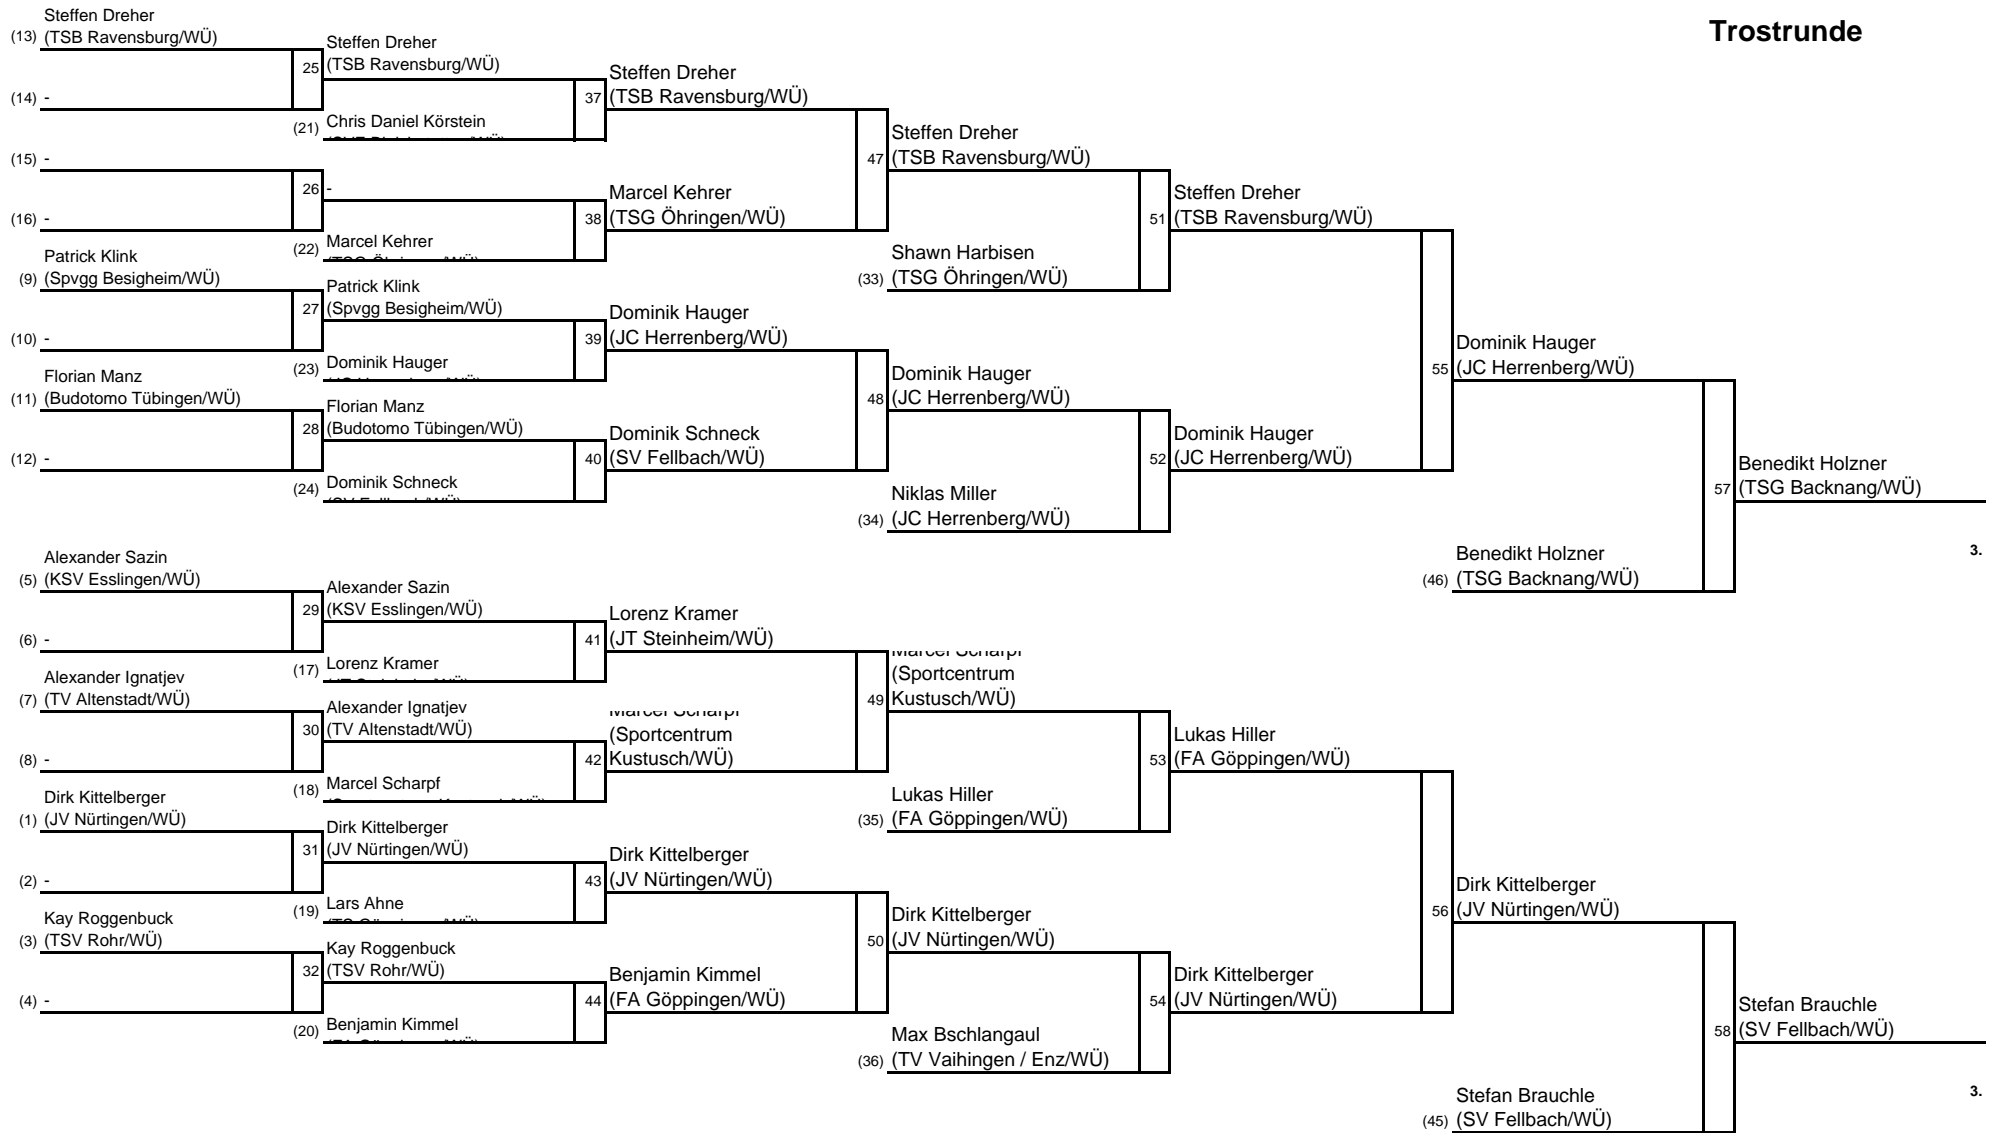 Trostrunde
Steffen Dreher
(13) (TSB Ravensburg/WÜ)
(14) -
(15) -
(16) -
Patrick Klink
(9) (Spvgg Besigheim/WÜ)
(10) -
Florian Manz
(11) (Budotomo Tübingen/WÜ)
(12) -
Alexander Sazin
(5) (KSV Esslingen/WÜ)
(6) -
Alexander Ignatjev
(7) (TV Altenstadt/WÜ)
(8) -
Dirk Kittelberger
(1) (JV Nürtingen/WÜ)
(2) -
Kay Roggenbuck
(3) (TSV Rohr/WÜ)
(4) -
Steffen Dreher
25 (TSB Ravensburg/WÜ)
(21) Chris Daniel Körstein
26 -
(22) Marcel Kehrer
Patrick Klink
27 (Spvgg Besigheim/WÜ)
(23) Dominik Hauger
Florian Manz
28 (Budotomo Tübingen/WÜ)
(24) Dominik Schneck
Alexander Sazin
29 (KSV Esslingen/WÜ)
(17) Lorenz Kramer
Alexander Ignatjev
30 (TV Altenstadt/WÜ)
(18) Marcel Scharpf
Dirk Kittelberger
31 (JV Nürtingen/WÜ)
(19) Lars Ahne
Kay Roggenbuck
32 (TSV Rohr/WÜ)
(20) Benjamin Kimmel
Steffen Dreher
37 (TSB Ravensburg/WÜ)
Marcel Kehrer
38 (TSG Öhringen/WÜ)
Dominik Hauger
39 (JC Herrenberg/WÜ)
Dominik Schneck
40 (SV Fellbach/WÜ)
Lorenz Kramer
41 (JT Steinheim/WÜ)
Marcel Scharpf
(Sportcentrum
42 Kustusch/WÜ)
Dirk Kittelberger
43 (JV Nürtingen/WÜ)
Benjamin Kimmel
44 (FA Göppingen/WÜ)
Steffen Dreher
47 (TSB Ravensburg/WÜ)
Shawn Harbisen
(33) (TSG Öhringen/WÜ)
Dominik Hauger
48 (JC Herrenberg/WÜ)
Niklas Miller
(34) (JC Herrenberg/WÜ)
Marcel Scharpf
(Sportcentrum
49 Kustusch/WÜ)
Lukas Hiller
(35) (FA Göppingen/WÜ)
Dirk Kittelberger
50 (JV Nürtingen/WÜ)
Max Bschlangaul
(36) (TV Vaihingen / Enz/WÜ)
Steffen Dreher
51 (TSB Ravensburg/WÜ)
Dominik Hauger
52 (JC Herrenberg/WÜ)
Lukas Hiller
53 (FA Göppingen/WÜ)
Dirk Kittelberger
54 (JV Nürtingen/WÜ)
Dominik Hauger
55 (JC Herrenberg/WÜ)
Benedikt Holzner
(46) (TSG Backnang/WÜ)
Dirk Kittelberger
56 (JV Nürtingen/WÜ)
Stefan Brauchle
(45) (SV Fellbach/WÜ)
Benedikt Holzner
57 (TSG Backnang/WÜ)
3.
Stefan Brauchle
58 (SV Fellbach/WÜ)
3.